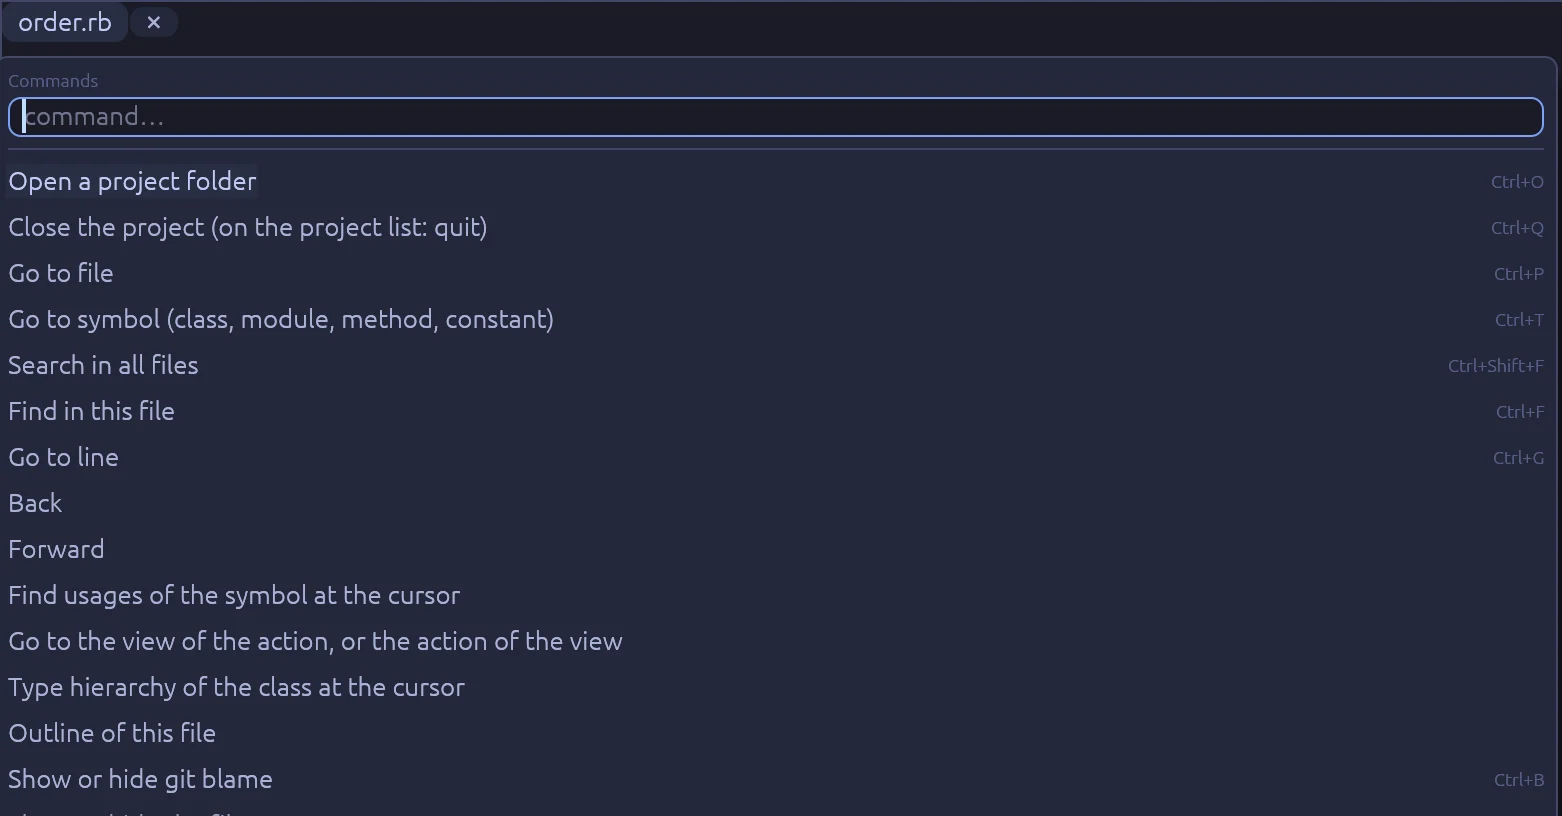 order.rb ✕
Commands
command...
Open a project folder Ctrl+O
Close the project (on the project list: quit) Ctrl+Q
Go to file Ctrl+P
Go to symbol (class, module, method, constant) Ctrl+T
Search in all files Ctrl+Shift+F
Find in this file Ctrl+F
Go to line Ctrl+G
Back
Forward
Find usages of the symbol at the cursor
Go to the view of the action, or the action of the view
Type hierarchy of the class at the cursor
Outline of this file
Show or hide git blame Ctrl+B